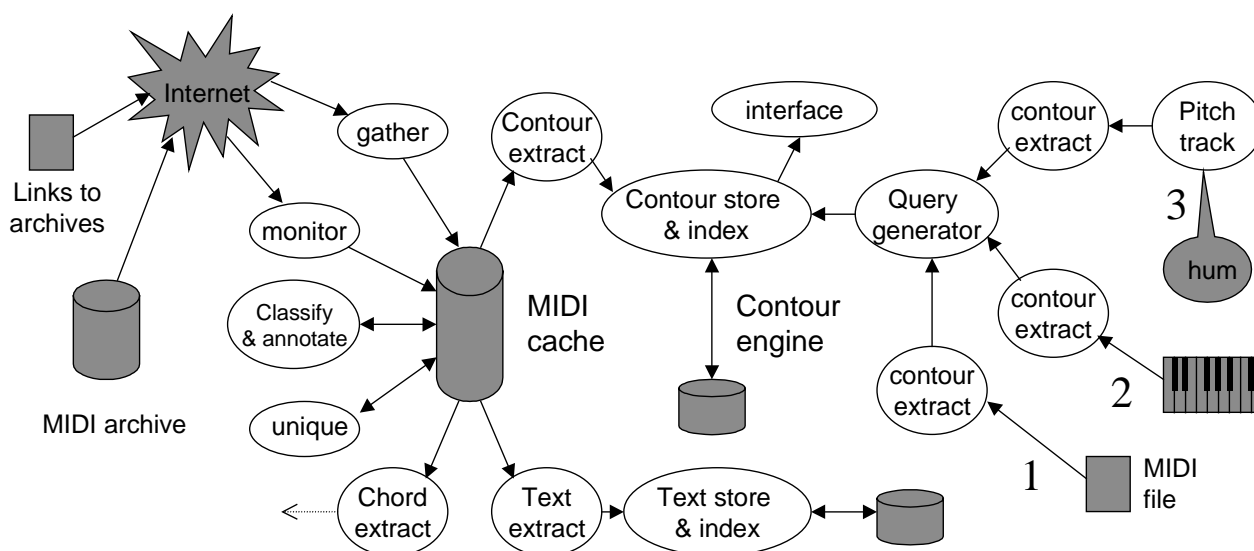 Internet
Links to
archives
MIDI archive
gather
monitor
Classify
& annotate
unique
MIDI
cache
Chord
extract
Text
extract
Text store
& index
Contour
extract
interface
Contour store
& index
Contour
engine
Query
generator
contour
extract
Pitch
track
3
hum
contour
extract
2
contour
extract
1
MIDI
file